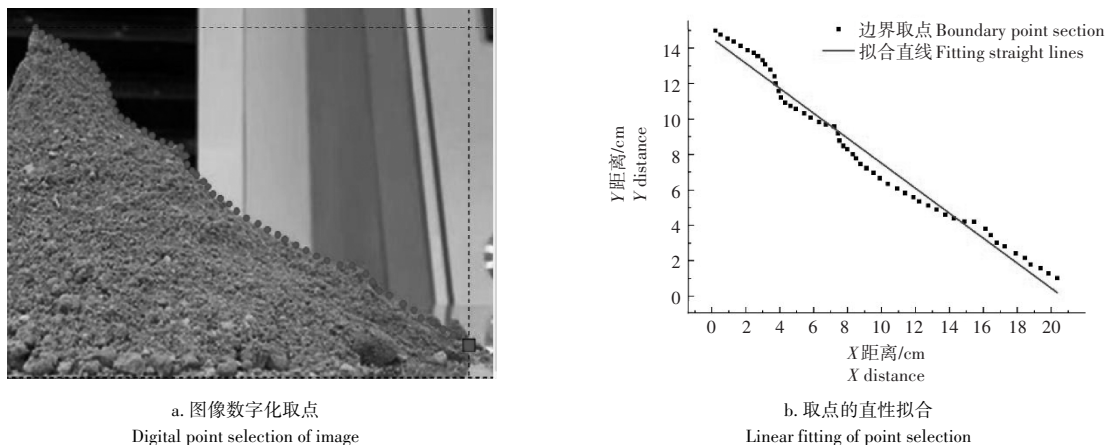 14
12
10
8
6
4
2
0
Y距离/cm
Y distance
边界取点 Boundary point section
拟合直线 Fitting straight lines
0 2 4 6 8 10 12 14 16 18 20
X距离/cm
X distance
a. 图像数字化取点
Digital point selection of image
b. 取点的直性拟合
Linear fitting of point selection